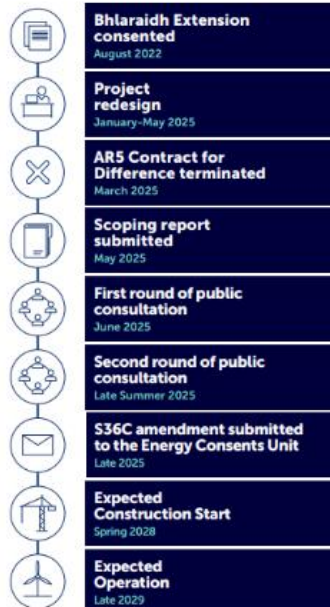 Bhlaraidh Extension
consented
August 2022
Project
redesign
January-May 2025
AR5 Contract for
Difference terminated
March 2025
Scoping report
submitted
May 2025
First round of public
consultation
June 2025
Second round of public
consultation
Late Summer 2025
S36C amendment submitted
to the Energy Consents Unit
Late 2025
Expected
Construction Start
Spring 2028
Expected
Operation
Late 2029